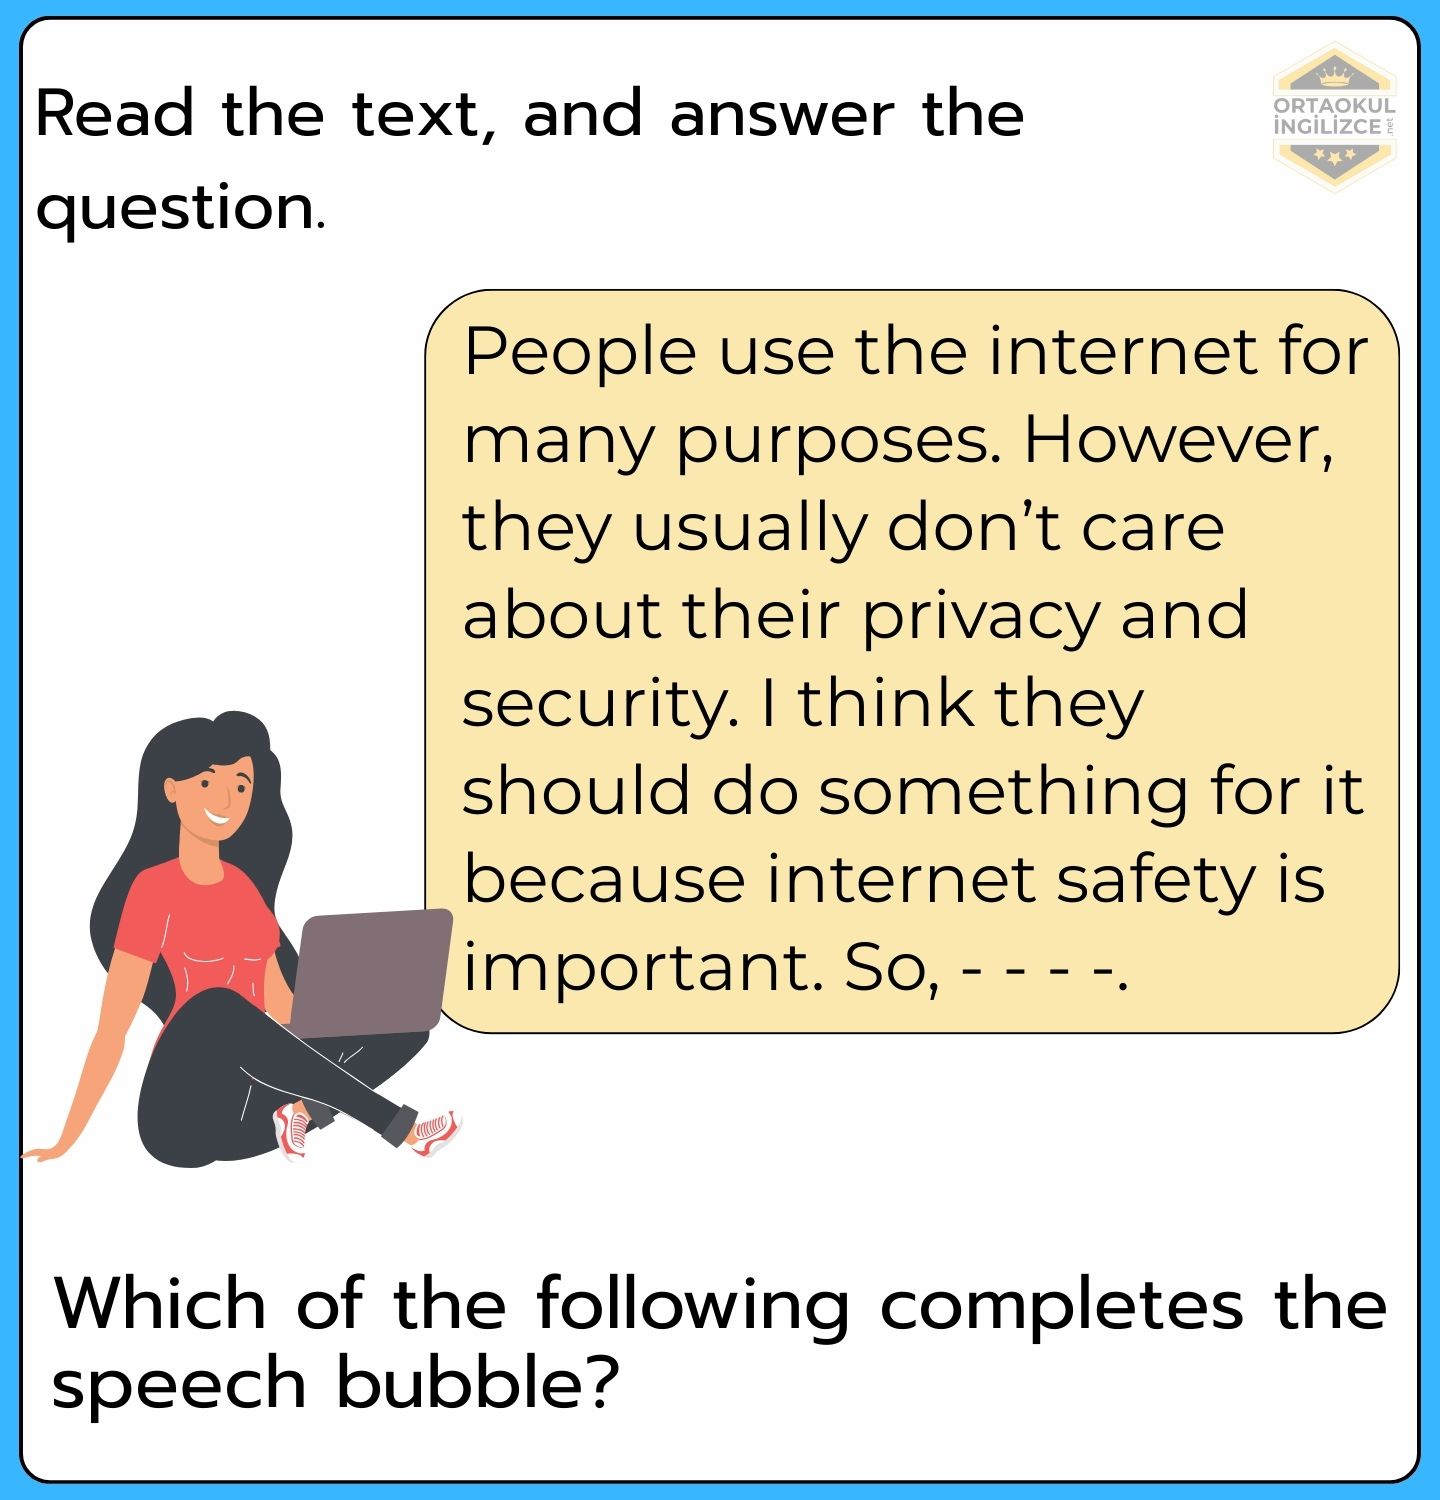 Read the text, and answer the
question.
ORTAOKUL
İNGİLİZCE
.net
People use the internet for
many purposes. However,
they usually don’t care
about their privacy and
security. I think they
should do something for it
because internet safety is
important. So, - - - -.
Which of the following completes the
speech bubble?